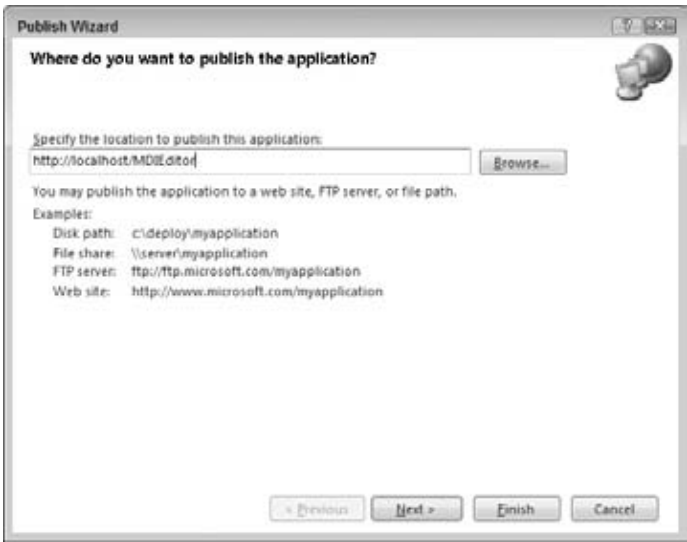 Publish Wizard
Where do you want to publish the application?
Specify the location to publish this application:
http://localhost/MDIEditor
Browse...
You may publish the application to a web site, FTP server, or file path.
Examples:
Disk path: c:\deploy\myapplication
File share: \\server\myapplication
FTP server: ftp://ftp.microsoft.com/myapplication
Web site: http://www.microsoft.com/myapplication
< Previous Next > Finish Cancel